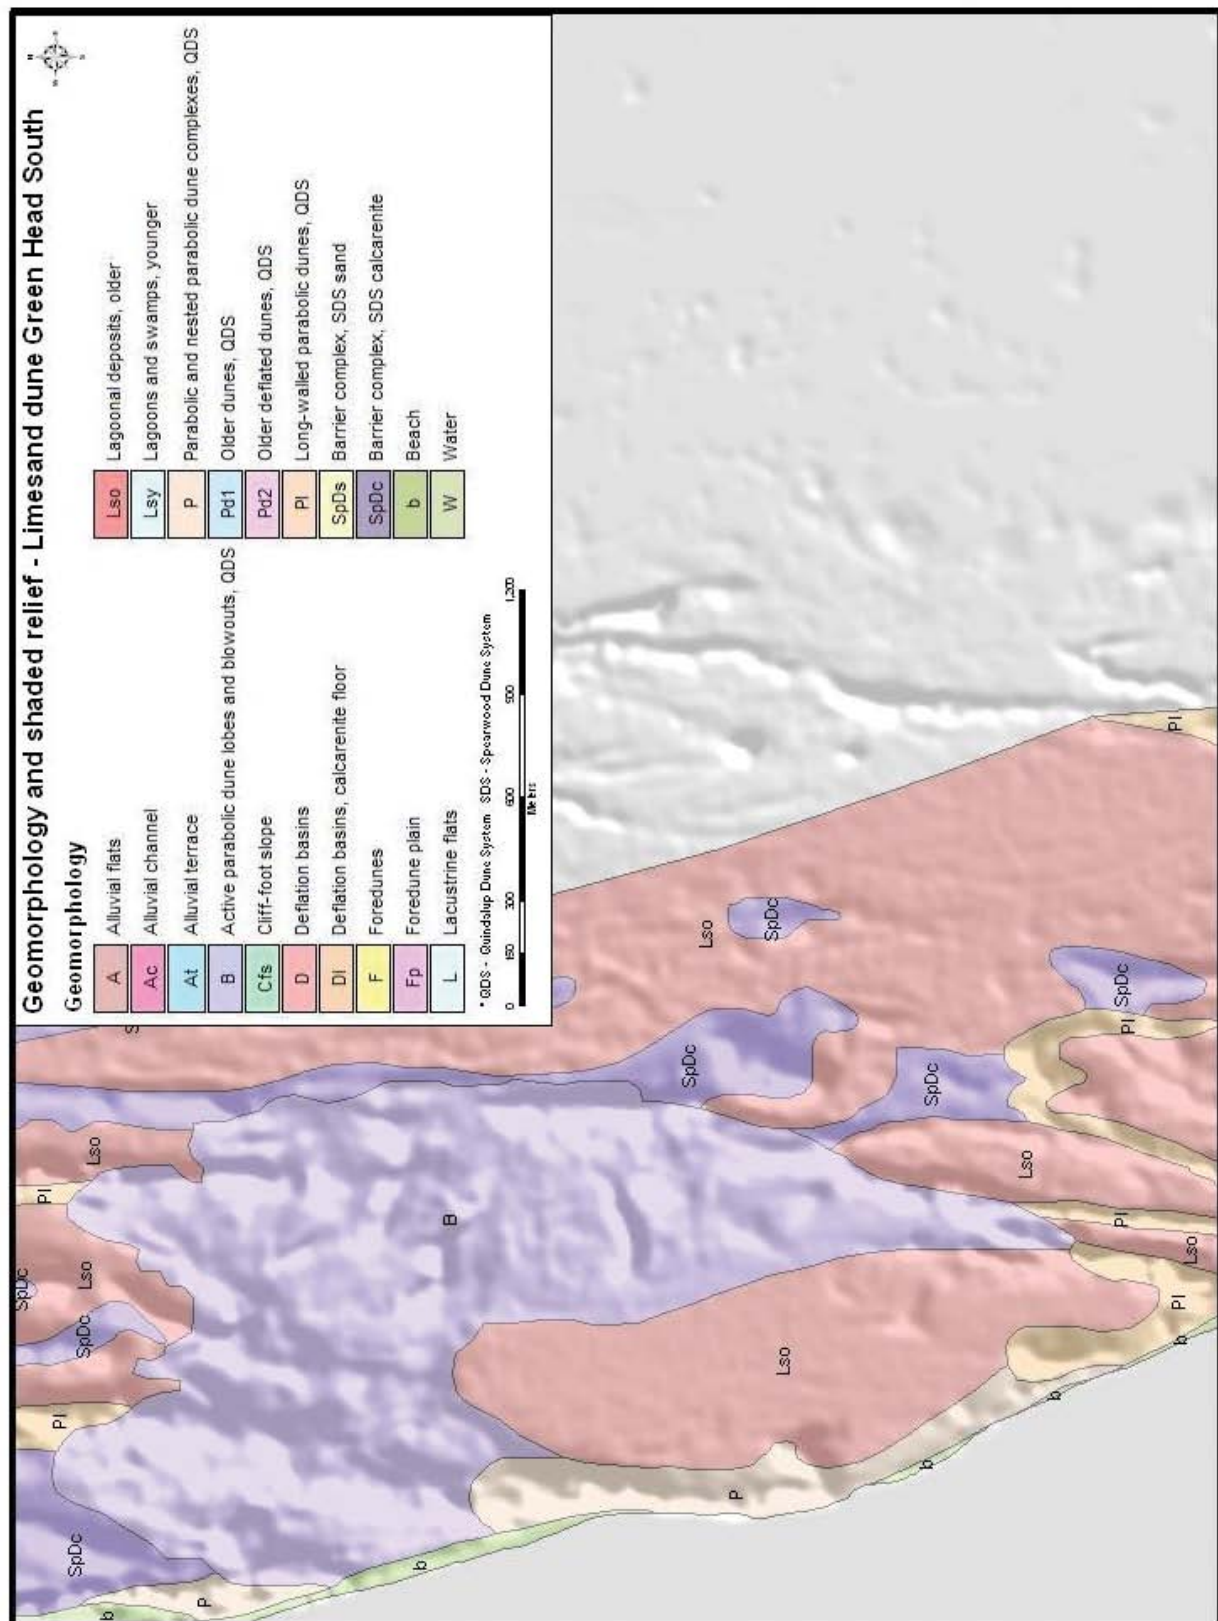 Geomorphology and shaded relief - Limesand dune Green Head South
Geomorphology
A Alluvial flats
Ac Alluvial channel
At Alluvial terrace
B Active parabolic dune lobes and blowouts, QDS
Cfs Cliff-foot slope
D Deflation basins
Dl Deflation basins, calcarenite floor
F Foredunes
Fp Foredune plain
L Lacustrine flats
Lso Lagoonal deposits, older
Lsy Lagoons and swamps, younger
P Parabolic and nested parabolic dune complexes, QDS
Pd1 Older dunes, QDS
Pd2 Older deflated dunes, QDS
Pl Long-walled parabolic dunes, QDS
SpDs Barrier complex, SDS sand
SpDc Barrier complex, SDS calcarenite
b Beach
W Water
* QDS - Quindalup Dune System SDS - Spearwood Dune System
0 150 300 600 900 1,200
Meters
SpDc
Pl
Pl
SpDc
SpDc
Lso
Lso
b
S
P
b
B
SpDc
Lso
P
SpDc
Lso
b
SpDc
Lso
b
Pl
SpDc
Pl
Pl
Pl
b
Lso